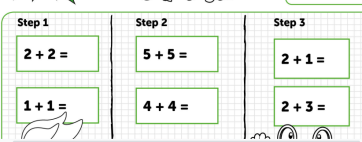 Step 1
2 + 2 =
1 + 1 =
Step 2
5 + 5 =
4 + 4 =
Step 3
2 + 1 =
2 + 3 =